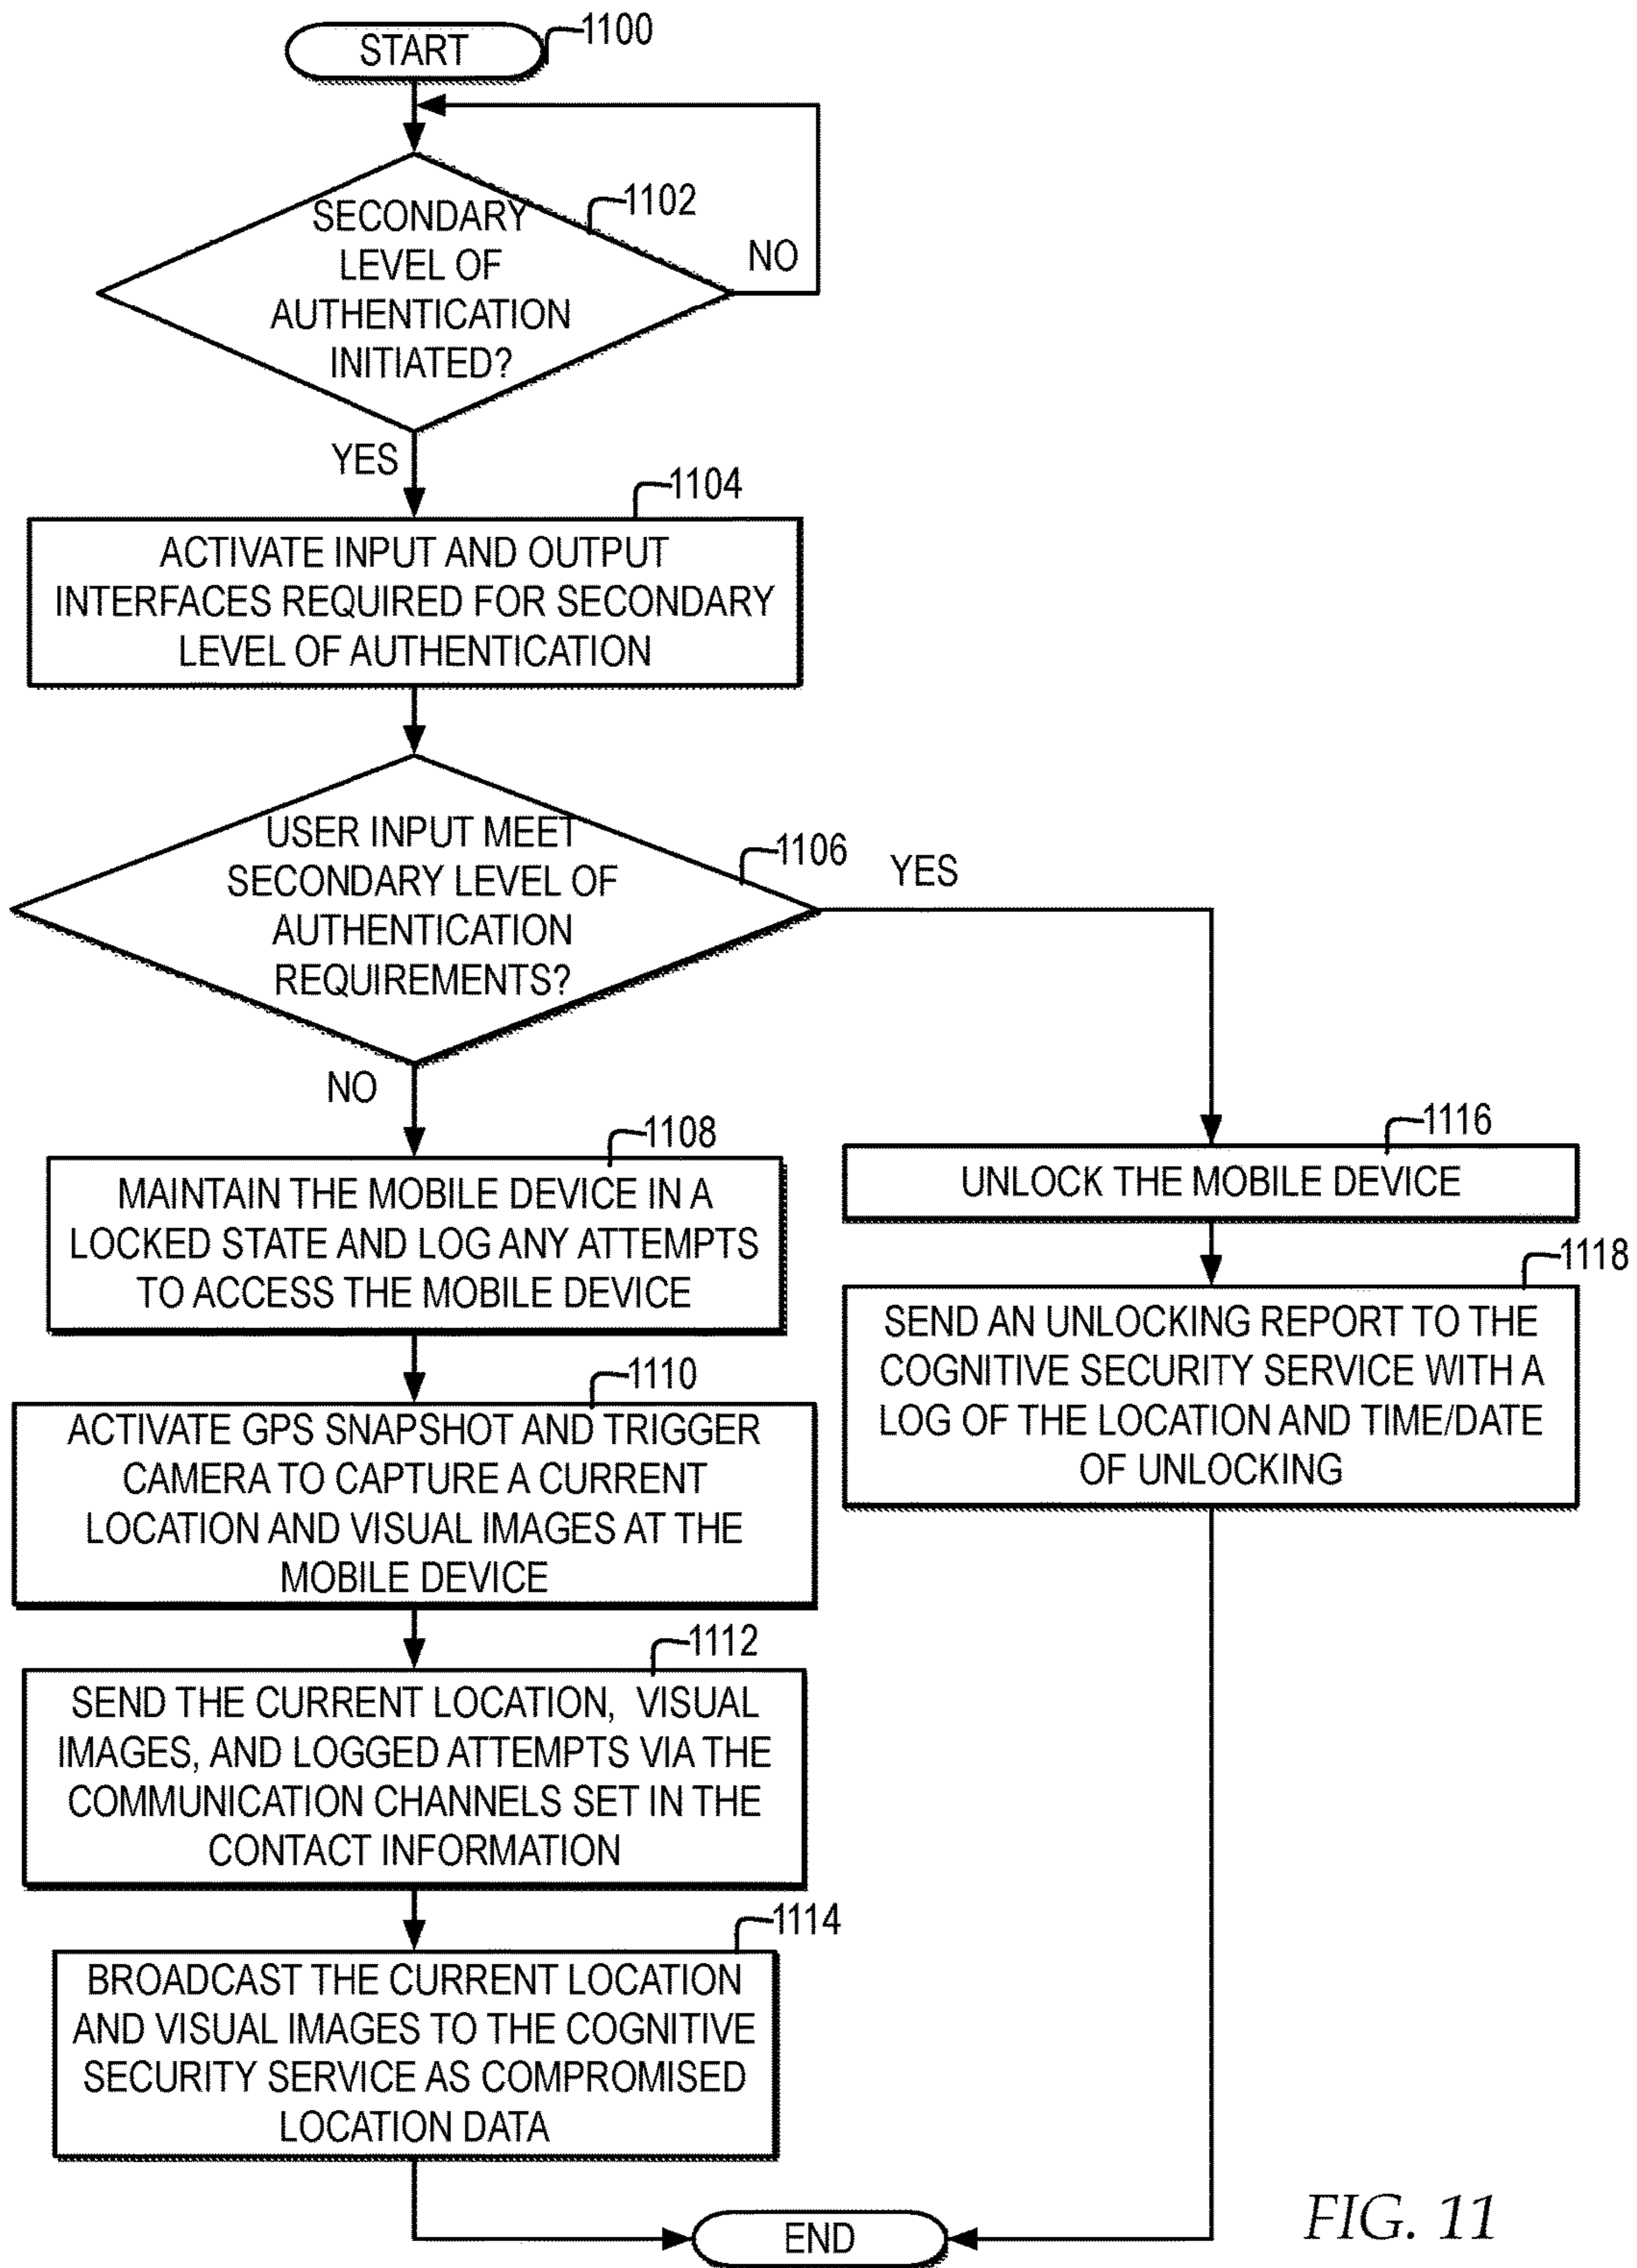 START
1100
1102
SECONDARY
LEVEL OF
AUTHENTICATION
INITIATED?
NO
YES
1104
ACTIVATE INPUT AND OUTPUT
INTERFACES REQUIRED FOR SECONDARY
LEVEL OF AUTHENTICATION
1106
USER INPUT MEET
SECONDARY LEVEL OF
AUTHENTICATION
REQUIREMENTS?
YES
NO
1108
MAINTAIN THE MOBILE DEVICE IN A
LOCKED STATE AND LOG ANY ATTEMPTS
TO ACCESS THE MOBILE DEVICE
1110
ACTIVATE GPS SNAPSHOT AND TRIGGER
CAMERA TO CAPTURE A CURRENT
LOCATION AND VISUAL IMAGES AT THE
MOBILE DEVICE
1112
SEND THE CURRENT LOCATION, VISUAL
IMAGES, AND LOGGED ATTEMPTS VIA THE
COMMUNICATION CHANNELS SET IN THE
CONTACT INFORMATION
1114
BROADCAST THE CURRENT LOCATION
AND VISUAL IMAGES TO THE COGNITIVE
SECURITY SERVICE AS COMPROMISED
LOCATION DATA
1116
UNLOCK THE MOBILE DEVICE
1118
SEND AN UNLOCKING REPORT TO THE
COGNITIVE SECURITY SERVICE WITH A
LOG OF THE LOCATION AND TIME/DATE
OF UNLOCKING
END
FIG. 11